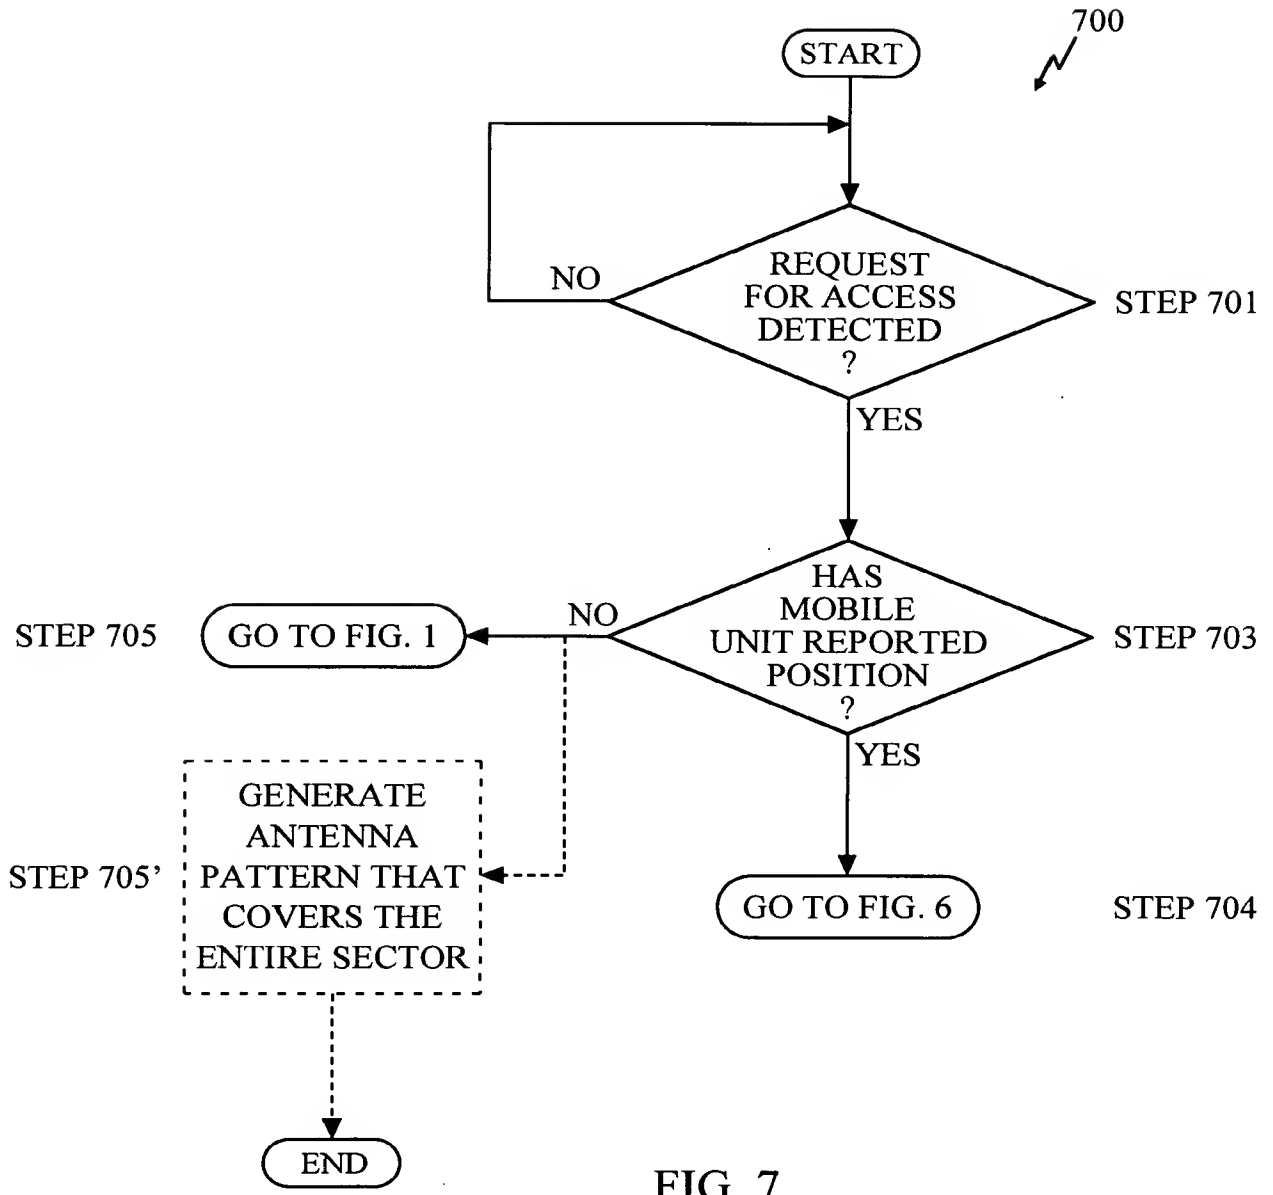 700
START
NO
REQUEST
FOR ACCESS
DETECTED
?
STEP 701
YES
STEP 705
GO TO FIG. 1
NO
HAS
MOBILE
UNIT REPORTED
POSITION
?
STEP 703
YES
STEP 705’
GENERATE
ANTENNA
PATTERN THAT
COVERS THE
ENTIRE SECTOR
GO TO FIG. 6
STEP 704
END
FIG. 7